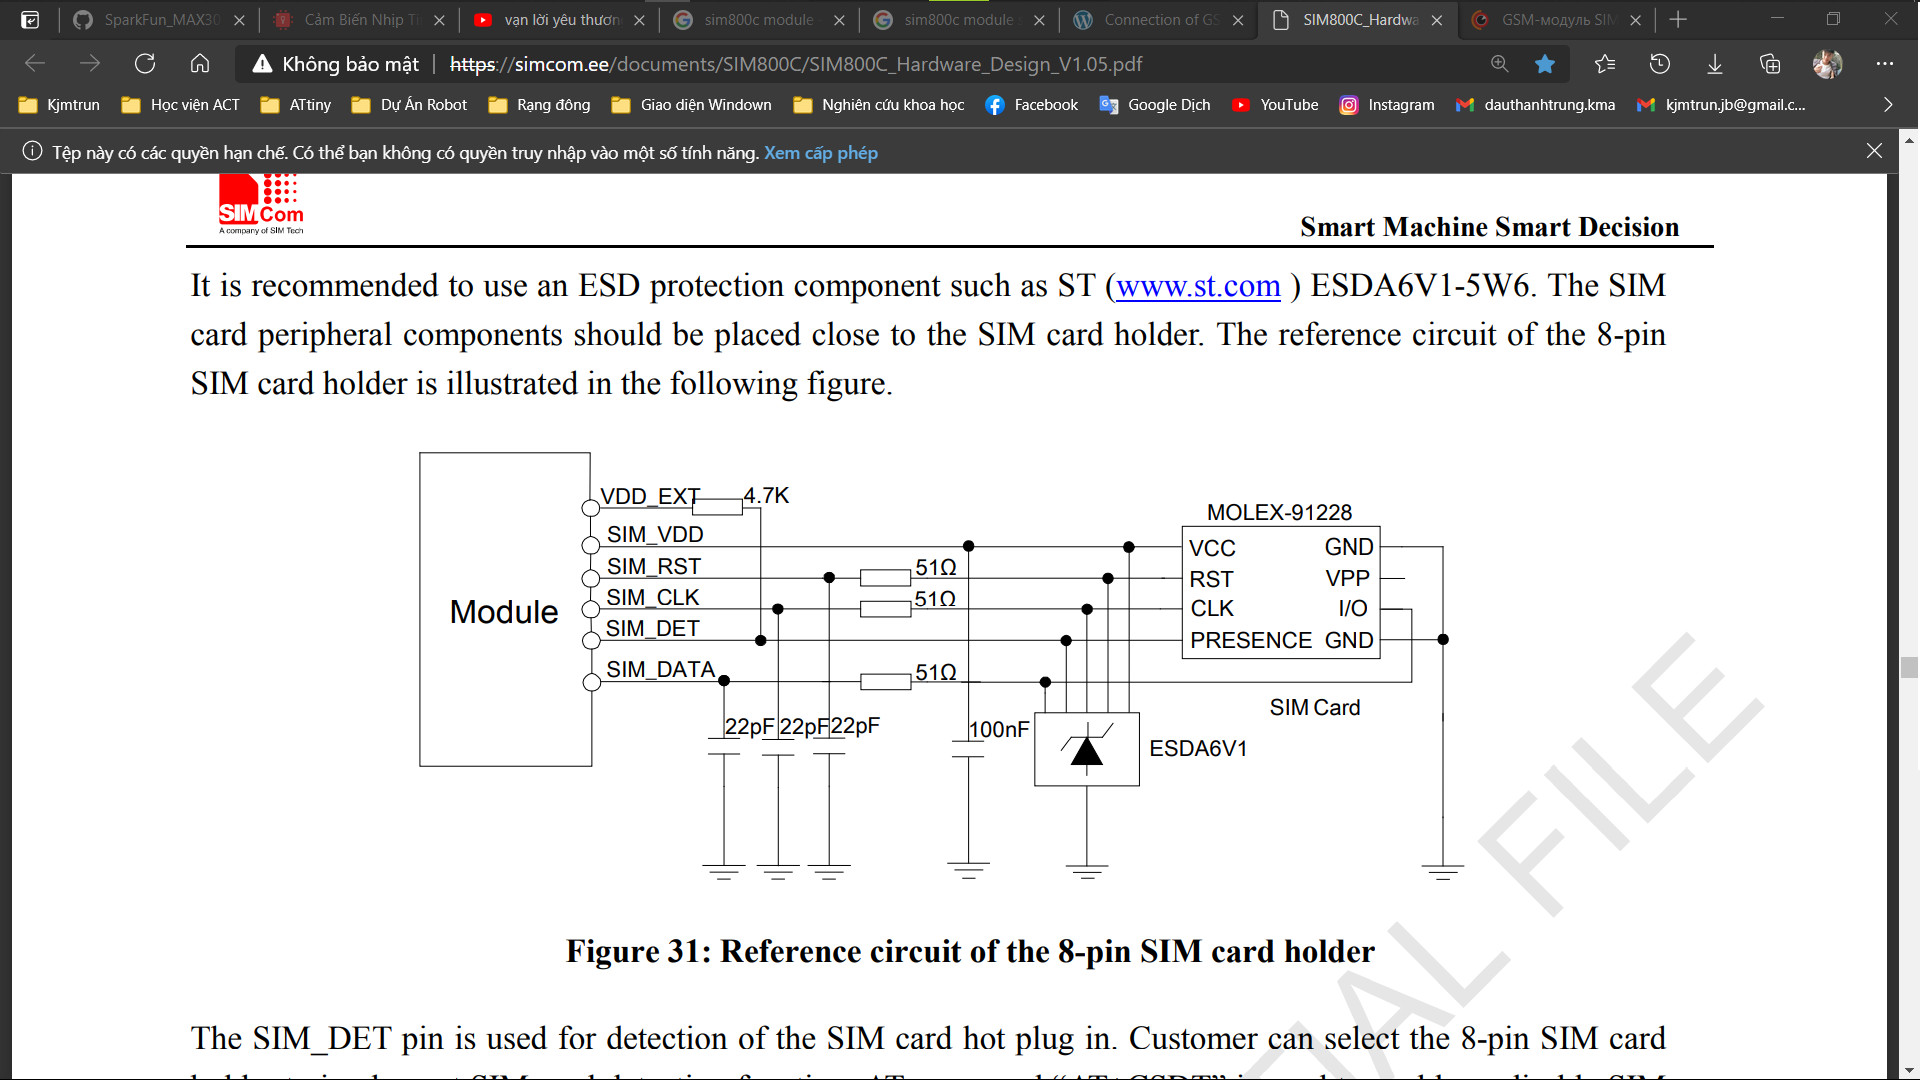 SparkFun_MAX30
Cảm Biến Nhịp Ti
vạn lời yêu thươn
sim800c module
sim800c module
Connection of GS
SIM800C_Hardwa
GSM-модуль SIM
Không bảo mật
https://simcom.ee/documents/SIM800C/SIM800C_Hardware_Design_V1.05.pdf
Kjmtrun
Học viện ACT
ATtiny
Dự Án Robot
Rạng đông
Giao diện Windown
Nghiên cứu khoa học
Facebook
Google Dịch
YouTube
Instagram
dauthanhtrung.kma
kjmtrun.jb@gmail.c...
Tệp này có các quyền hạn chế. Có thể bạn không có quyền truy nhập vào một số tính năng. Xem cấp phép
SIMCom
A company of SIM Tech
Smart Machine Smart Decision
It is recommended to use an ESD protection component such as ST (www.st.com ) ESDA6V1-5W6. The SIM
card peripheral components should be placed close to the SIM card holder. The reference circuit of the 8-pin
SIM card holder is illustrated in the following figure.
Module
VDD_EXT
4.7K
SIM_VDD
SIM_RST
51Ω
SIM_CLK
51Ω
SIM_DET
SIM_DATA
51Ω
22pF
22pF
22pF
100nF
ESDA6V1
MOLEX-91228
VCC GND
RST VPP
CLK I/O
PRESENCE GND
SIM Card
IAL FILE
Figure 31: Reference circuit of the 8-pin SIM card holder
The SIM_DET pin is used for detection of the SIM card hot plug in. Customer can select the 8-pin SIM card